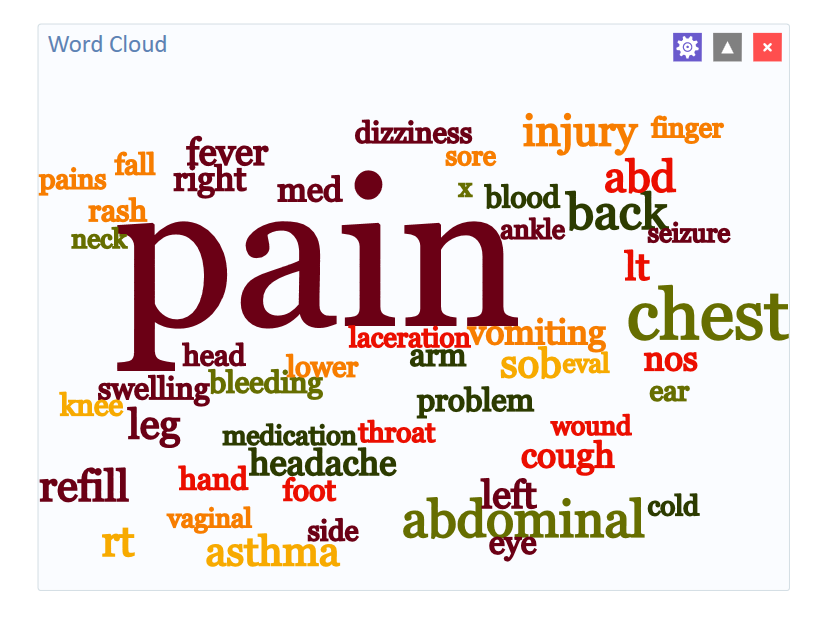 Word Cloud
dizziness
injury
finger
fever
sore
fall
pains
right
med
x
blood
abd
rash
back
neck
pain
ankle
seizure
lt
chest
laceration
vomiting
head
arm
lower
sob
eval
nos
swelling
bleeding
ear
knee
problem
leg
medication
throat
wound
headache
cough
refill
hand
foot
left
vaginal
abdominal
cold
side
rt
asthma
eye